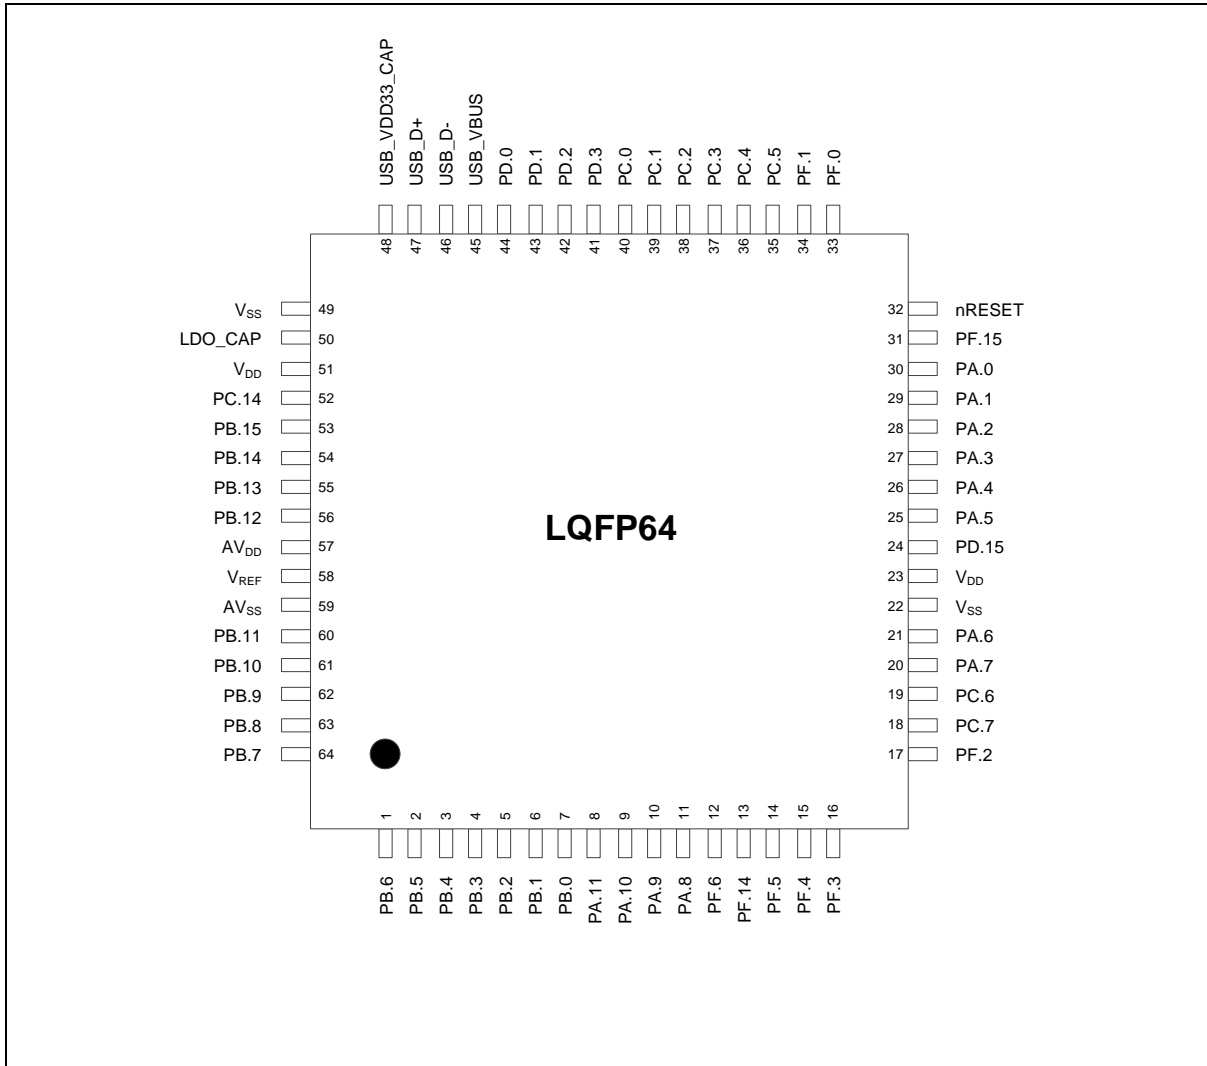 USB_VDD33_CAP
USB_D+
USB_D-
USB_VBUS
PD.0
PD.1
PD.2
PD.3
PC.0
PC.1
PC.2
PC.3
PC.4
PC.5
PF.1
PF.0
48
47
46
45
44
43
42
41
40
39
38
37
36
35
34
33
VSS 49
LDO_CAP 50
VDD 51
PC.14 52
PB.15 53
PB.14 54
PB.13 55
PB.12 56
AVDD 57
VREF 58
AVSS 59
PB.11 60
PB.10 61
PB.9 62
PB.8 63
PB.7 64
LQFP64
32 nRESET
31 PF.15
30 PA.0
29 PA.1
28 PA.2
27 PA.3
26 PA.4
25 PA.5
24 PD.15
23 VDD
22 VSS
21 PA.6
20 PA.7
19 PC.6
18 PC.7
17 PF.2
1
2
3
4
5
6
7
8
9
10
11
12
13
14
15
16
PB.6
PB.5
PB.4
PB.3
PB.2
PB.1
PB.0
PA.11
PA.10
PA.9
PA.8
PF.6
PF.14
PF.5
PF.4
PF.3